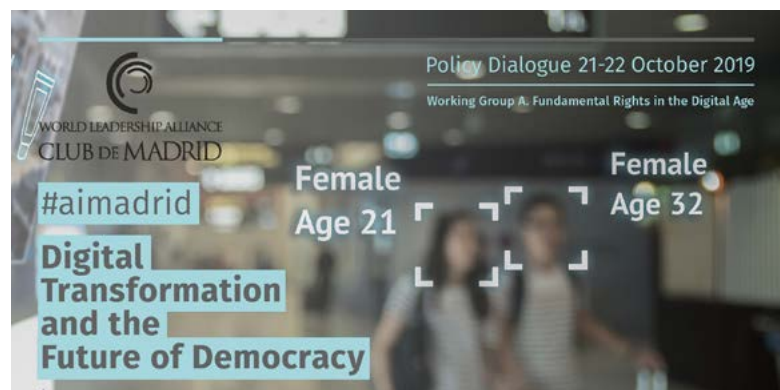 Policy Dialogue 21-22 October 2019
Working Group A. Fundamental Rights in the Digital Age
WORLD LEADERSHIP ALLIANCE
CLUB DE MADRID
#aimadrid
Digital
Transformation
and the
Future of Democracy
Female
Age 21
Female
Age 32